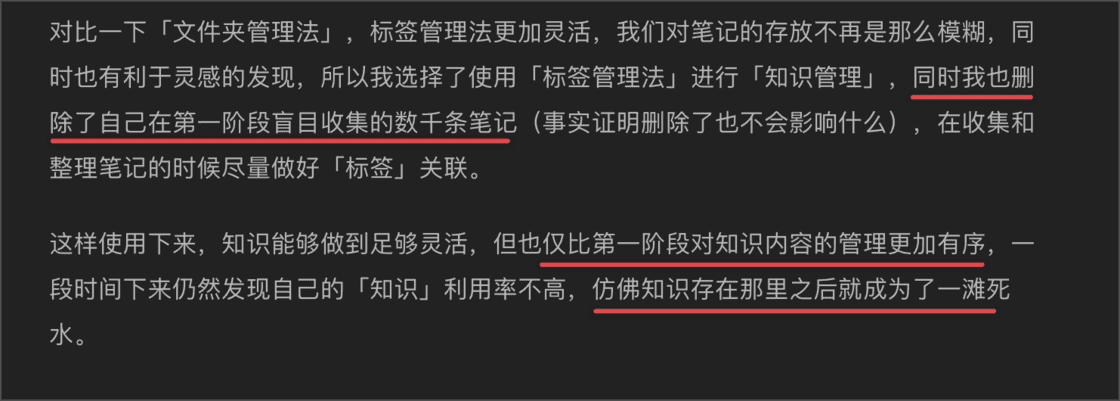 对比一下「文件夹管理法」，标签管理法更加灵活，我们对笔记的存放不再是那么模糊，同
时也有利于灵感的发现，所以我选择了使用「标签管理法」进行「知识管理」，同时我也删
除了自己在第一阶段盲目收集的数千条笔记（事实证明删除了也不会影响什么），在收集和
整理笔记的时候尽量做好「标签」关联。
这样使用下来，知识能够做到足够灵活，但也仅比第一阶段对知识内容的管理更加有序，一
段时间下来仍然发现自己的「知识」利用率不高，仿佛知识存在那里之后就成为了一滩死
水。